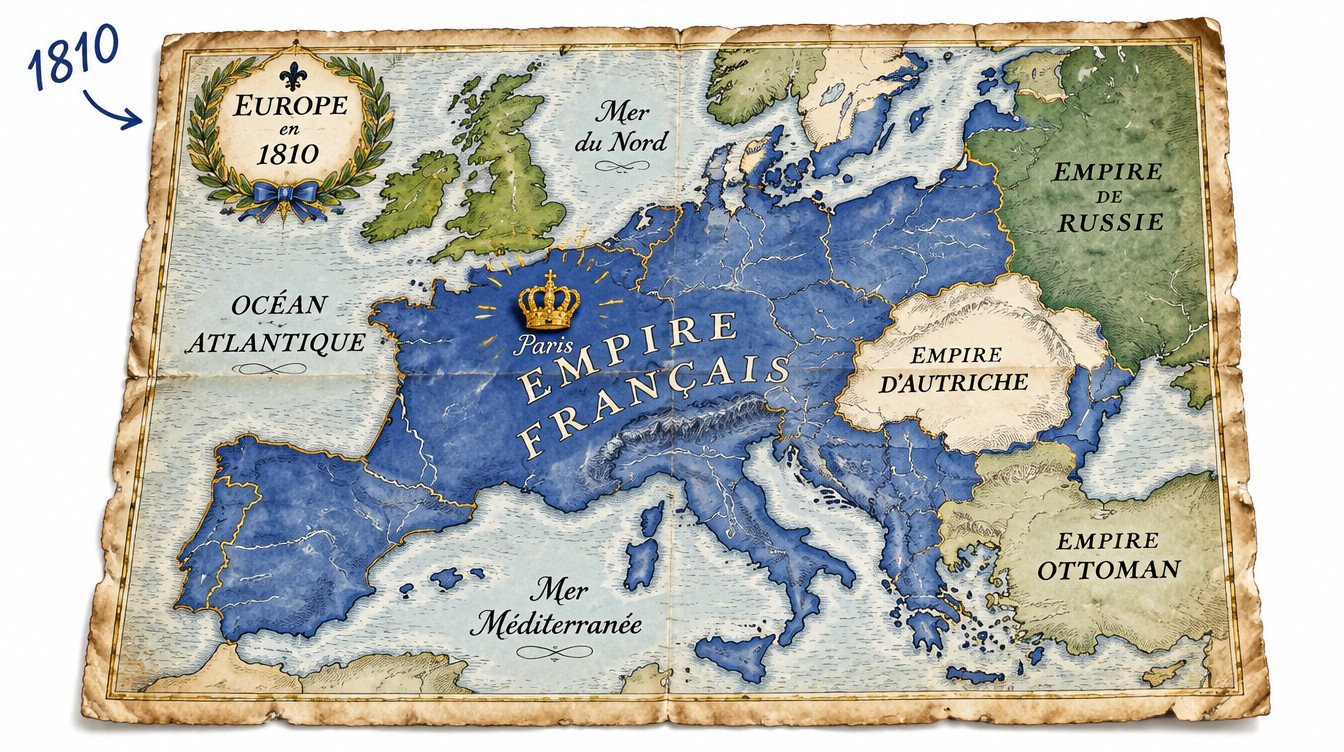 1810
EUROPE
en
1810
Mer
du Nord
EMPIRE
DE
RUSSIE
OCÉAN
ATLANTIQUE
Paris
EMPIRE
FRANÇAIS
EMPIRE
D'AUTRICHE
EMPIRE
OTTOMAN
Mer
Méditerranée